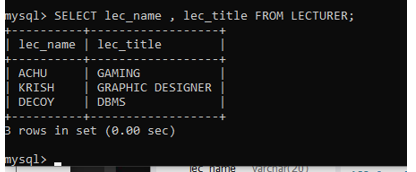 mysql> SELECT lec_name , lec_title FROM LECTURER;
+----------+------------------+
| lec_name | lec_title        |
+----------+------------------+
| ACHU     | GAMING           |
| KRISH    | GRAPHIC DESIGNER |
| DECOY    | DBMS             |
+----------+------------------+
3 rows in set (0.00 sec)
mysql>
lec_name varchar(20)